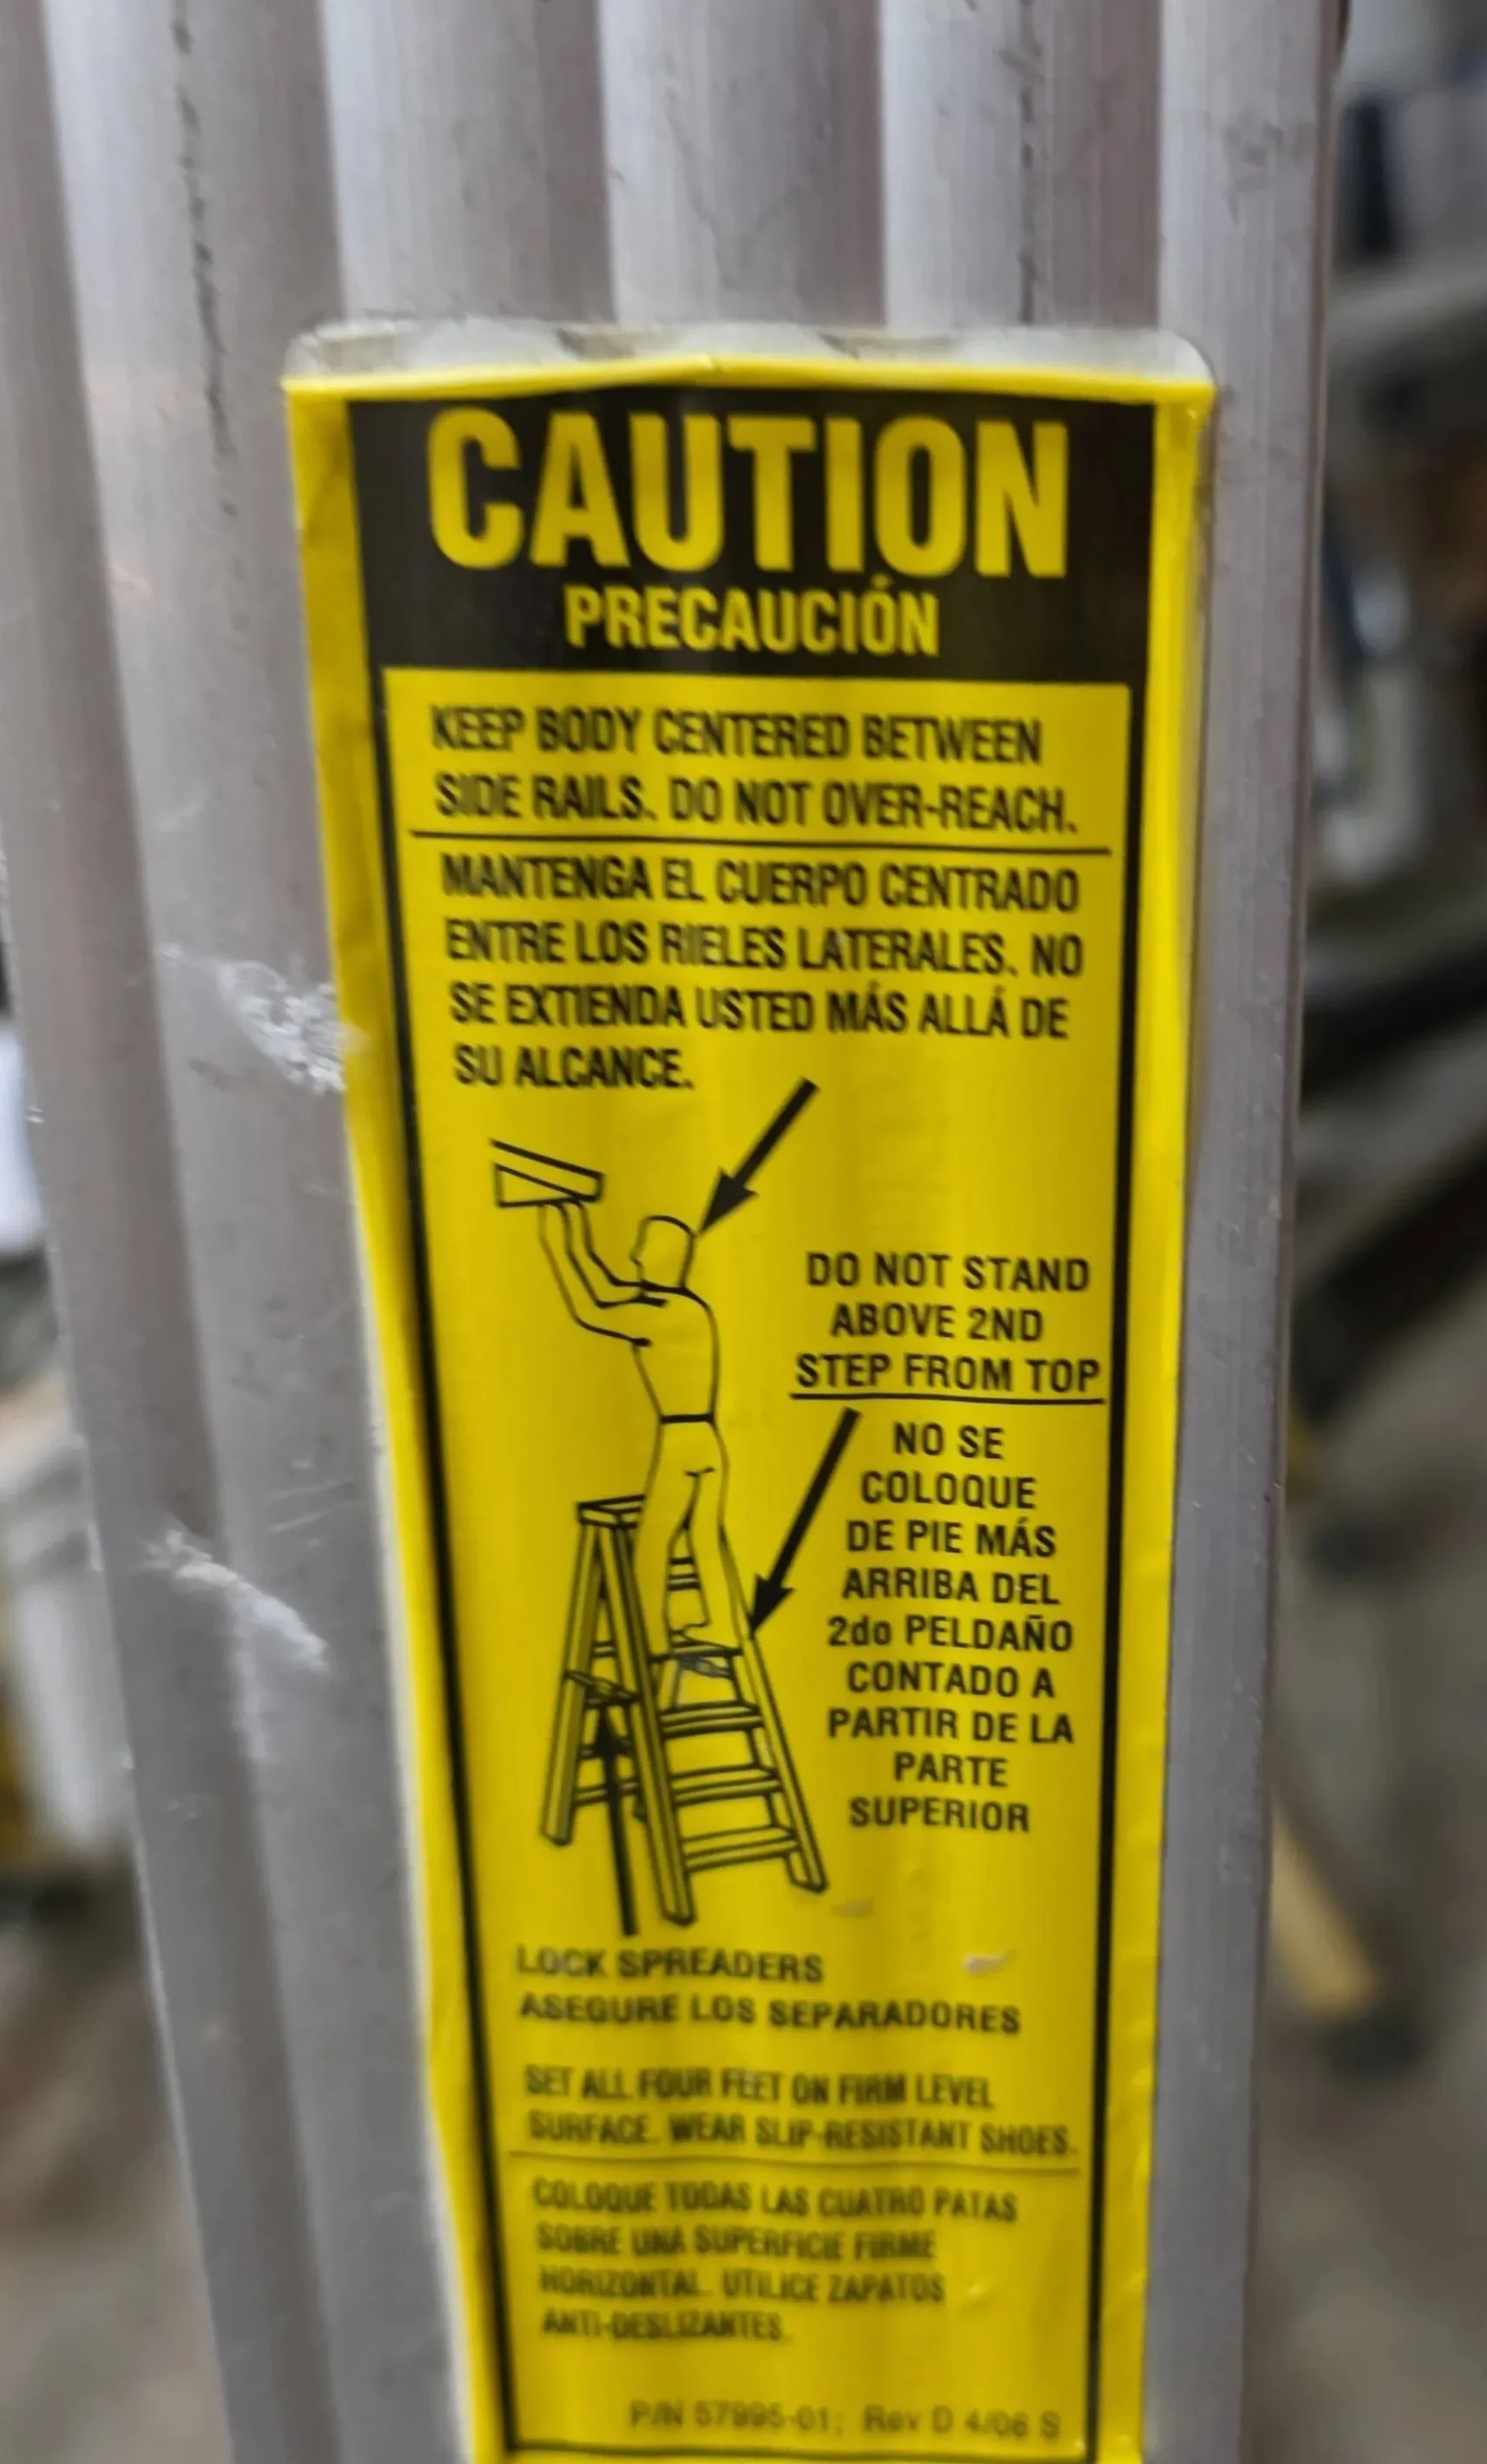 CAUTION
PRECAUCIÓN
KEEP BODY CENTERED BETWEEN
SIDE RAILS. DO NOT OVER-REACH.
MANTENGA EL CUERPO CENTRADO
ENTRE LOS RIELES LATERALES. NO
SE EXTIENDA USTED MÁS ALLÁ DE
SU ALCANCE.
DO NOT STAND
ABOVE 2ND
STEP FROM TOP
NO SE
COLOQUE
DE PIE MÁS
ARRIBA DEL
2do PELDAÑO
CONTADO A
PARTIR DE LA
PARTE
SUPERIOR
LOCK SPREADERS
ASEGURE LOS SEPARADORES
SET ALL FOUR FEET ON FIRM LEVEL
SURFACE. WEAR SLIP-RESISTANT SHOES.
COLOQUE TODAS LAS CUATRO PATAS
SOBRE UNA SUPERFICIE FIRME
HORIZONTAL. UTILICE ZAPATOS
ANTI-DESLIZANTES.
P/N 57995-01; Rev D 4/06 S